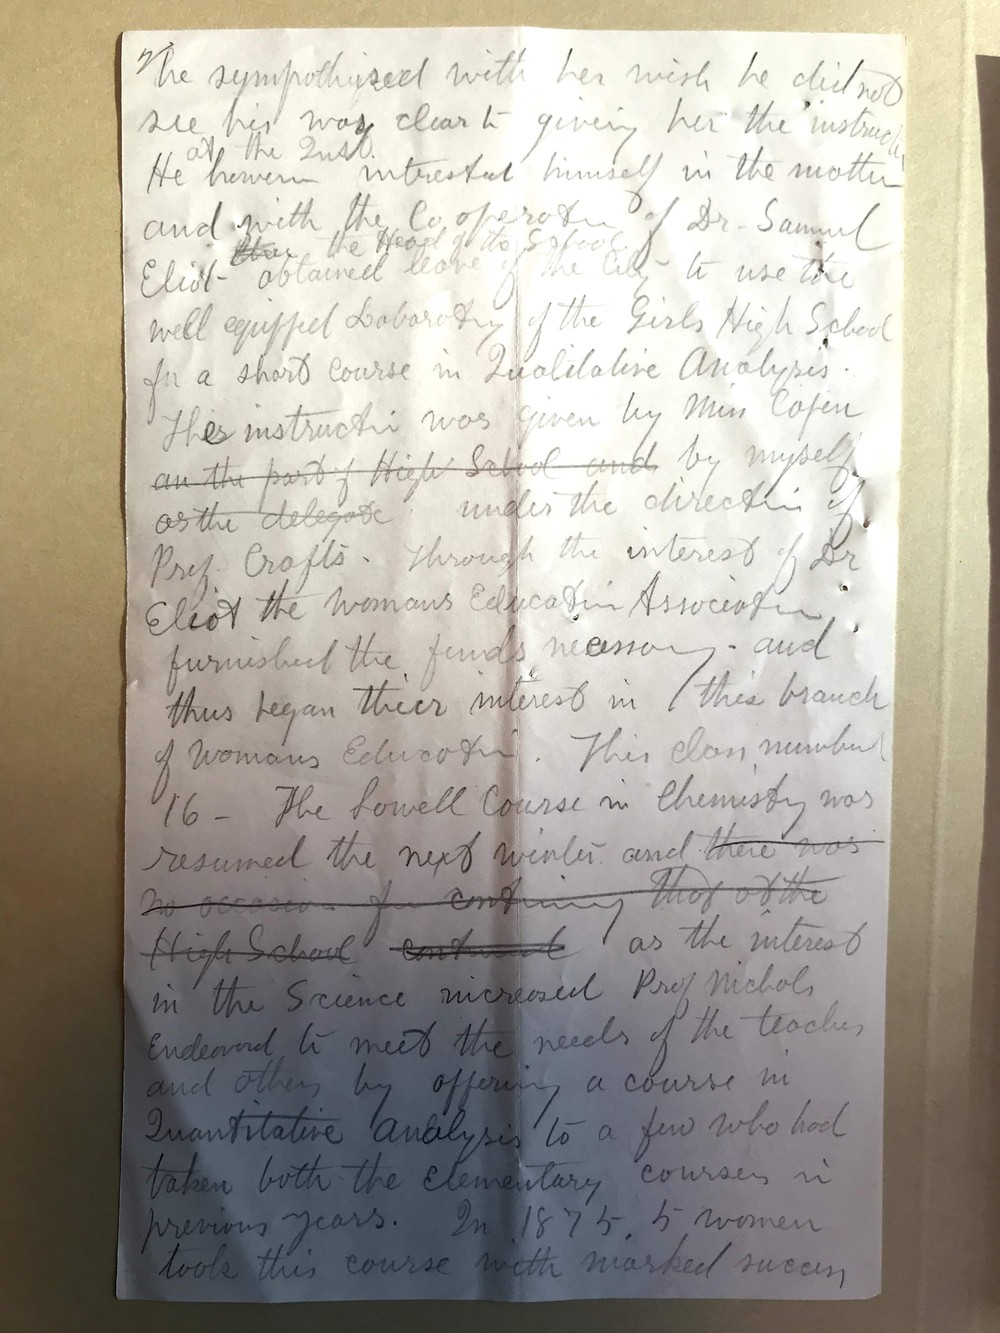 he sympathized with her wish he did not
see his way clear to giving her the instruction
at the Inst.
He however interested himself in the matter
and with the Cooperation of Dr. Samuel
then the Head of the School
Eliot obtained leave of the City to use the
well equipped Laboratory of the Girls High School
for a short course in Qualitative Analysis.
This instruction was given by Miss Capen
on the part of High School and by myself
as the delegate under the direction of
Prof. Crafts. Through the interest of Dr
Eliot the Womans Education Association
furnished the funds necessary - and
thus began their interest in this branch
of Womans Education. This class numbered
16 - The Lowell Course in Chemistry was
resumed the next winter and there was
no occasion for continuing that at the
High School continued as the interest
in the Science increased Prof Nichols
Endeavored to meet the needs of the teachers
and others by offering a course in
Quantitative Analysis to a few who had
taken both the Elementary courses in
previous years. In 1875, 5 women
took this course with marked success